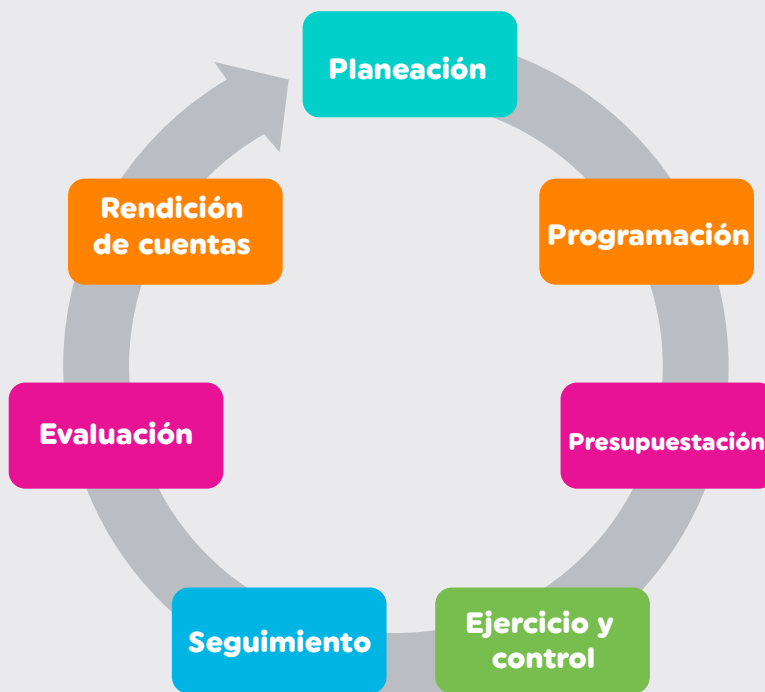 Planeación
Programación
Presupuestación
Ejercicio y
control
Seguimiento
Evaluación
Rendición
de cuentas